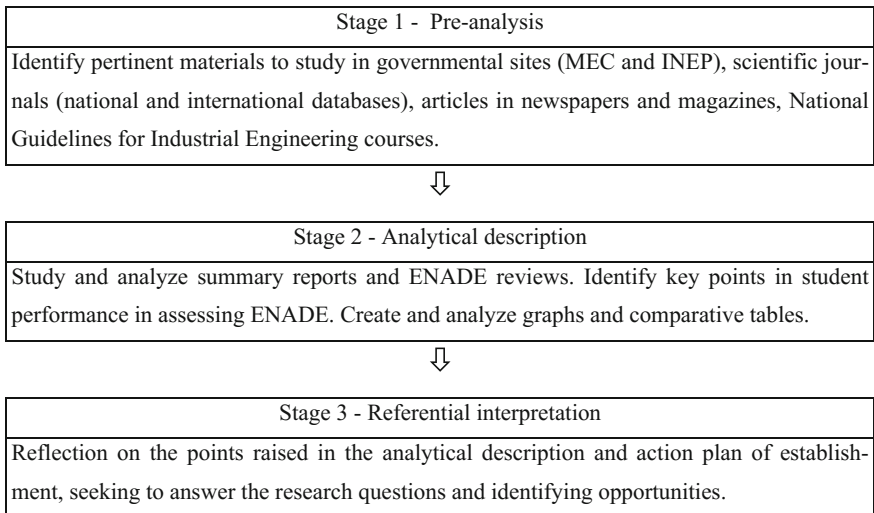 Stage 1 - Pre-analysis
Identify pertinent materials to study in governmental sites (MEC and INEP), scientific jour-
nals (national and international databases), articles in newspapers and magazines, National
Guidelines for Industrial Engineering courses.
⇩
Stage 2 - Analytical description
Study and analyze summary reports and ENADE reviews. Identify key points in student
performance in assessing ENADE. Create and analyze graphs and comparative tables.
⇩
Stage 3 - Referential interpretation
Reflection on the points raised in the analytical description and action plan of establish-
ment, seeking to answer the research questions and identifying opportunities.